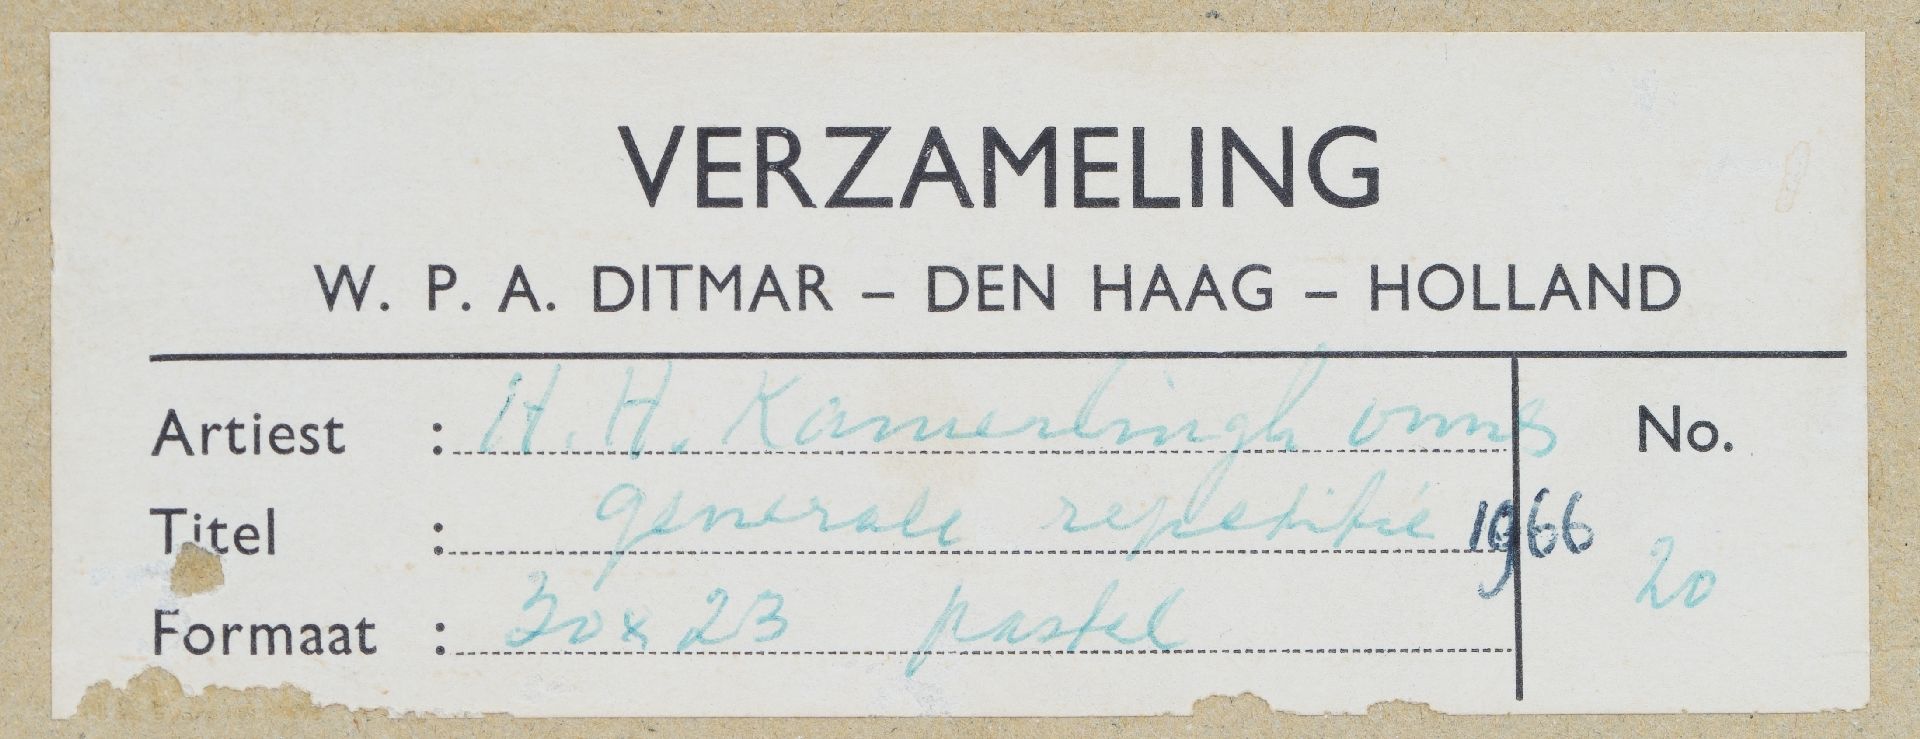 VERZAMELING
W. P. A. DITMAR – DEN HAAG – HOLLAND
Artiest : H. H. Kamerlingh onnes No.
Titel : generale repetitie 1966
Formaat : 30 x 23 pastel 20